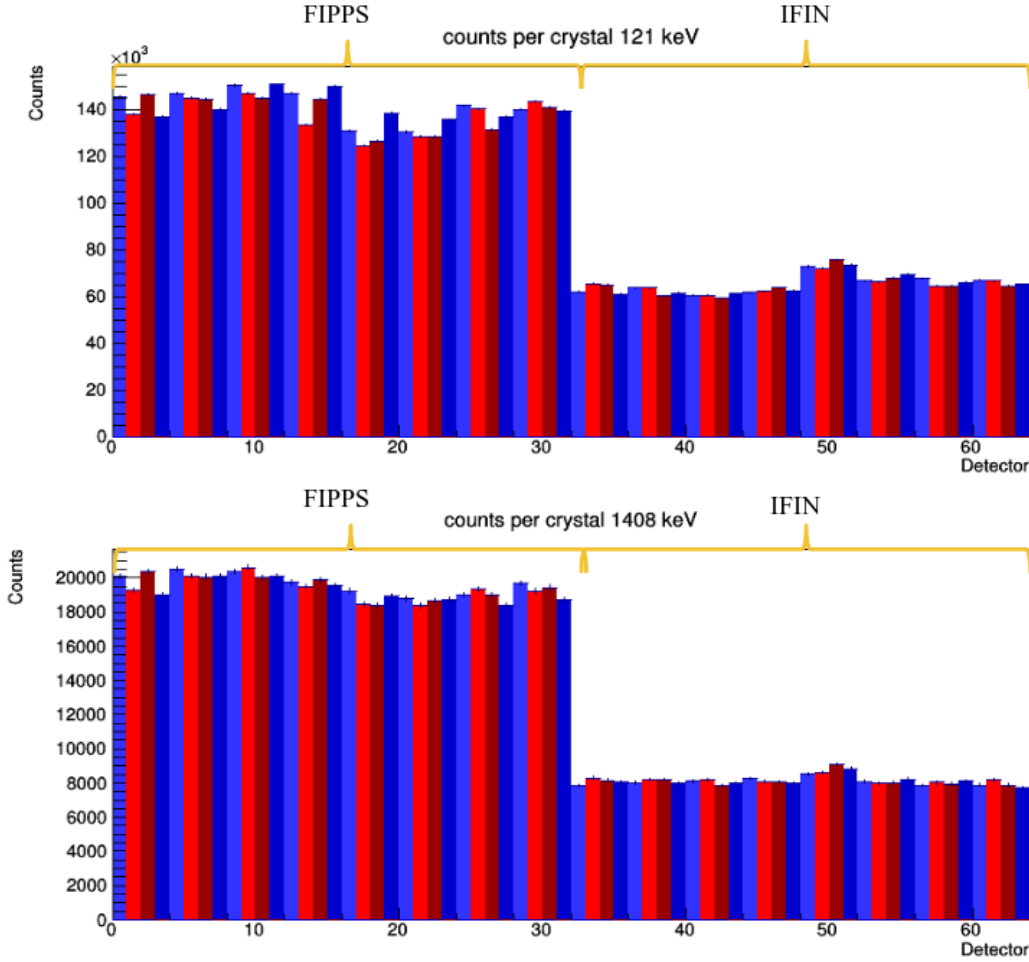 FIPPS IFIN
counts per crystal 121 keV
×10³
Counts
140
120
100
80
60
40
20
0
0 10 20 30 40 50 60
Detector
FIPPS IFIN
counts per crystal 1408 keV
Counts
20000
18000
16000
14000
12000
10000
8000
6000
4000
2000
0
0 10 20 30 40 50 60
Detector